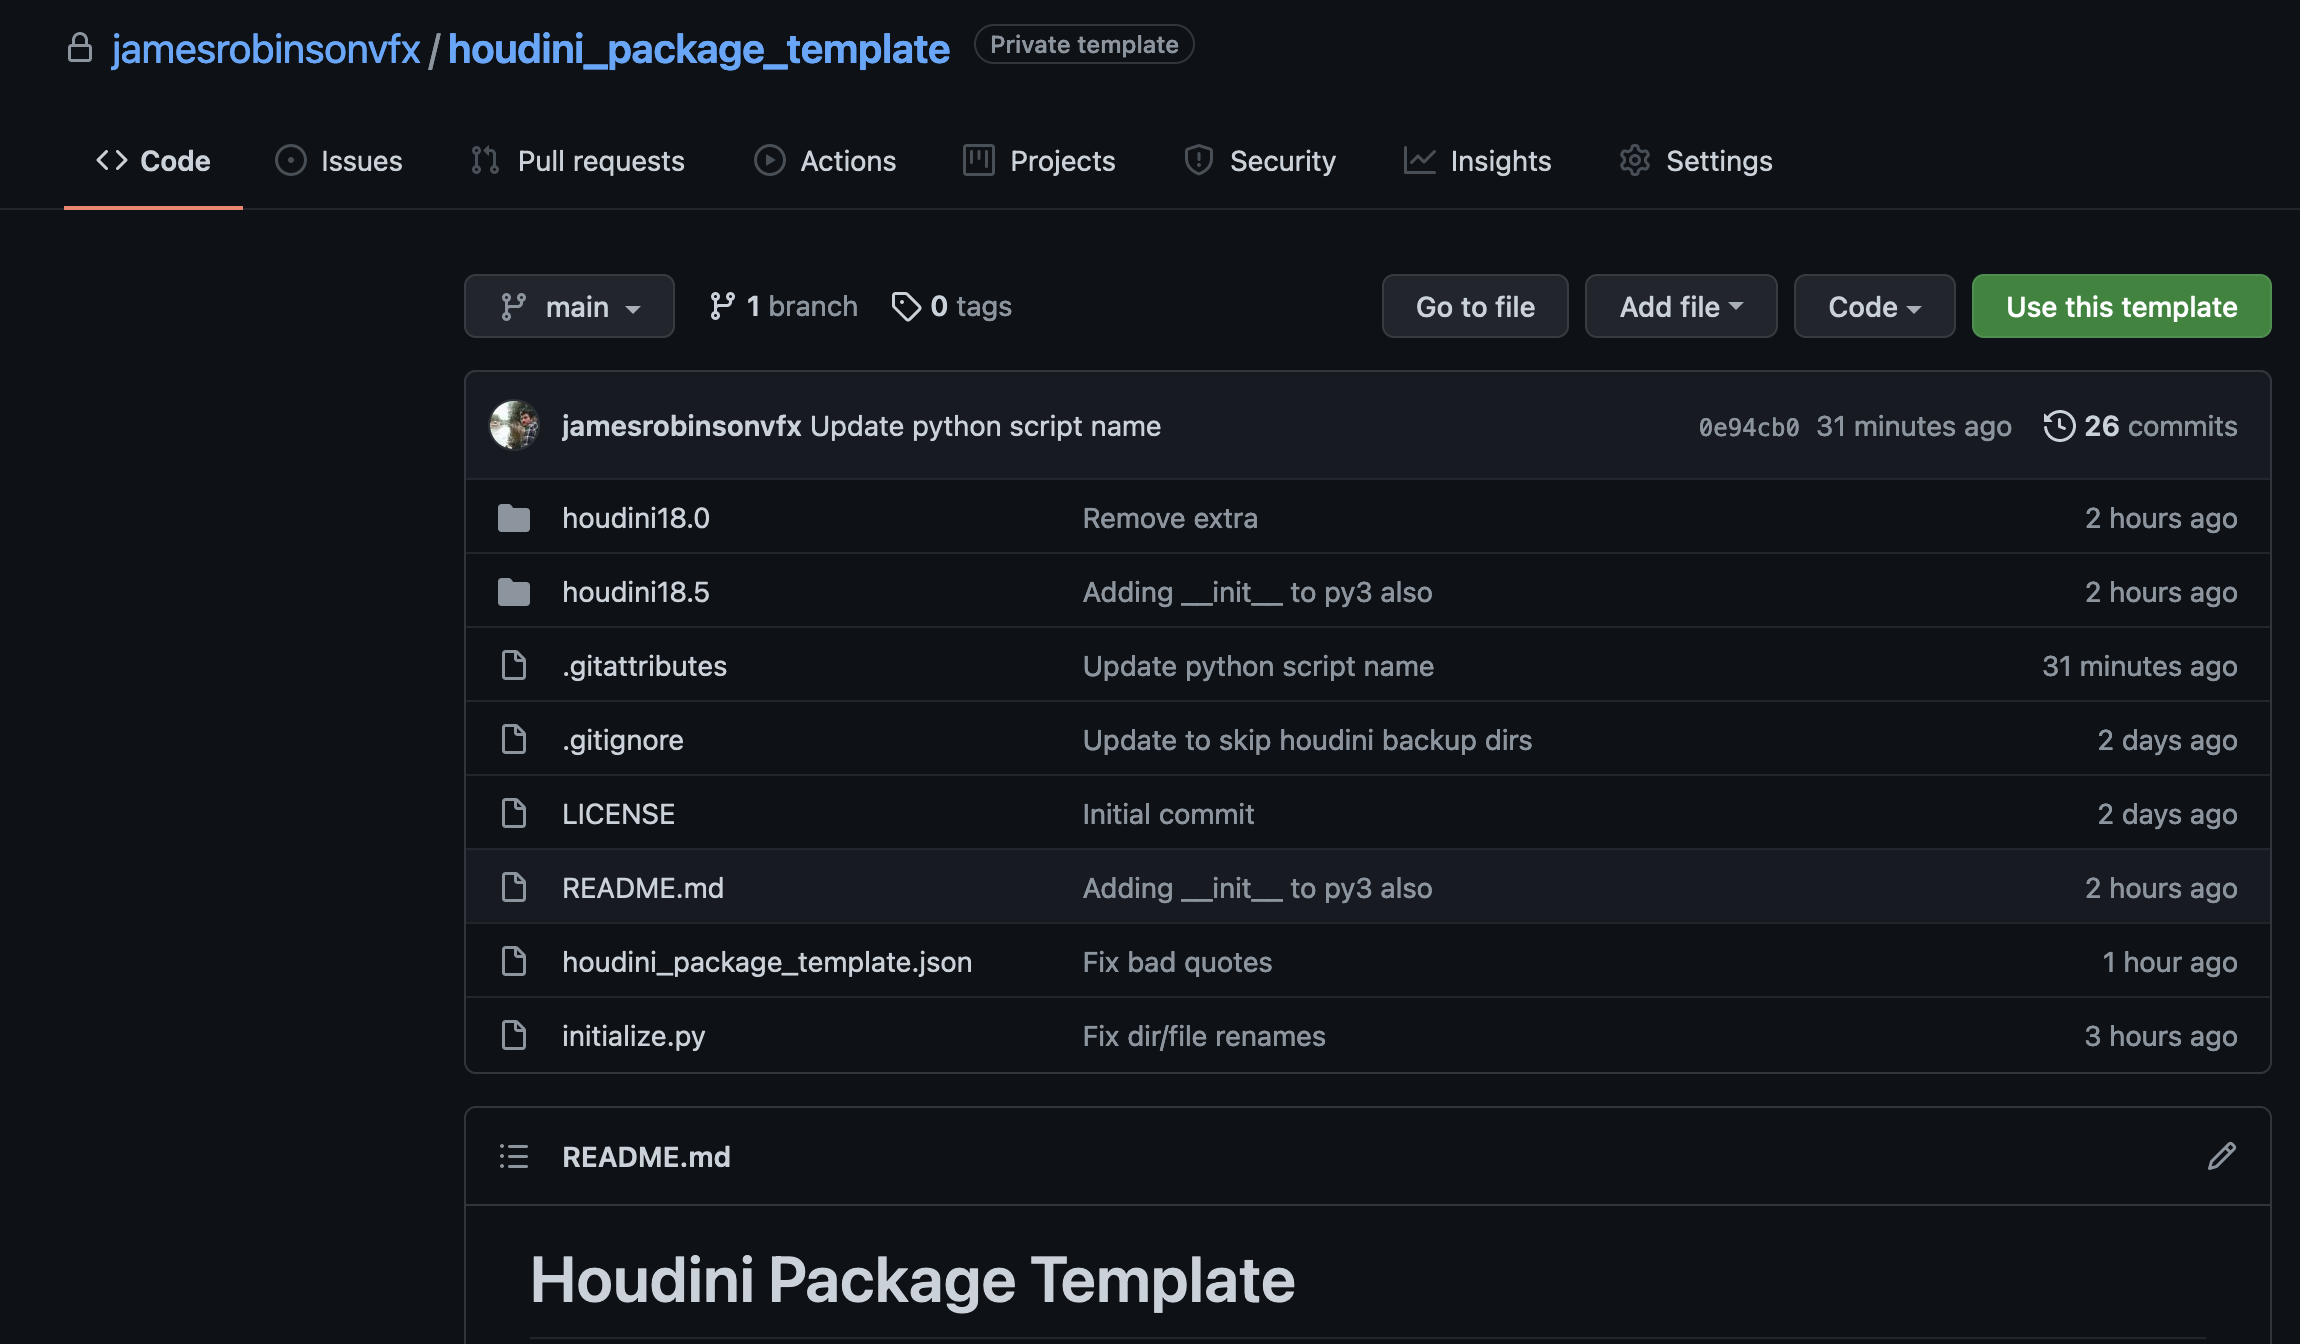 jamesrobinsonvfx / houdini_package_template Private template
Code Issues Pull requests Actions Projects Security Insights Settings
main 1 branch 0 tags Go to file Add file Code Use this template
jamesrobinsonvfx Update python script name 0e94cb0 31 minutes ago 26 commits
houdini18.0 Remove extra 2 hours ago
houdini18.5 Adding __init__ to py3 also 2 hours ago
.gitattributes Update python script name 31 minutes ago
.gitignore Update to skip houdini backup dirs 2 days ago
LICENSE Initial commit 2 days ago
README.md Adding __init__ to py3 also 2 hours ago
houdini_package_template.json Fix bad quotes 1 hour ago
initialize.py Fix dir/file renames 3 hours ago
README.md
Houdini Package Template